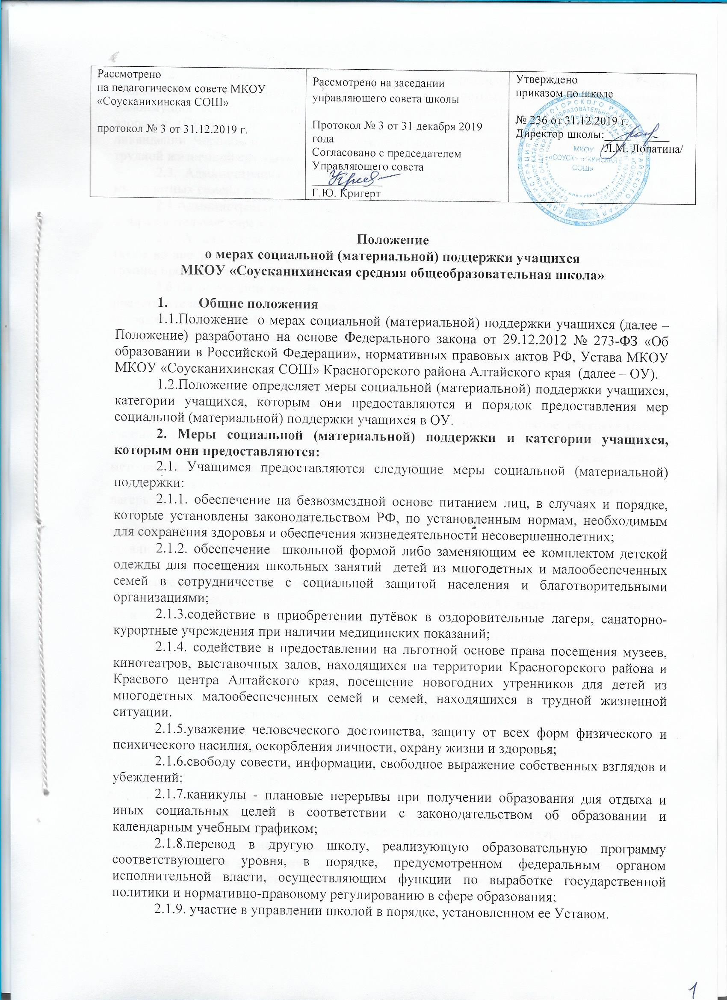 Рассмотрено
на педагогическом совете МКОУ
«Соусканихинская СОШ»
протокол № 3 от 31.12.2019 г.
Рассмотрено на заседании
управляющего совета школы
Протокол № 3 от 31 декабря 2019
года
Согласовано с председателем
Управляющего совета
Г.Ю. Кригерт
Утверждено
приказом по школе
№ 236 от 31.12.2019 г.
Директор школы:
/Л.М. Лопатина/
МКОУ
«СОУСКАНИХИНСКАЯ
СОШ»
Положение
о мерах социальной (материальной) поддержки учащихся
МКОУ «Соусканихинская средняя общеобразовательная школа»
1. Общие положения
1.1.Положение о мерах социальной (материальной) поддержки учащихся (далее –
Положение) разработано на основе Федерального закона от 29.12.2012 № 273-ФЗ «Об
образовании в Российской Федерации», нормативных правовых актов РФ, Устава МКОУ
МКОУ «Соусканихинская СОШ» Красногорского района Алтайского края (далее – ОУ).
1.2.Положение определяет меры социальной (материальной) поддержки учащихся,
категории учащихся, которым они предоставляются и порядок предоставления мер
социальной (материальной) поддержки учащихся в ОУ.
2. Меры социальной (материальной) поддержки и категории учащихся,
которым они предоставляются:
2.1. Учащимся предоставляются следующие меры социальной (материальной)
поддержки:
2.1.1. обеспечение на безвозмездной основе питанием лиц, в случаях и порядке,
которые установлены законодательством РФ, по установленным нормам, необходимым
для сохранения здоровья и обеспечения жизнедеятельности несовершеннолетних;
2.1.2. обеспечение школьной формой либо заменяющим ее комплектом детской
одежды для посещения школьных занятий детей из многодетных и малообеспеченных
семей в сотрудничестве с социальной защитой населения и благотворительными
организациями;
2.1.3.содействие в приобретении путёвок в оздоровительные лагеря, санаторно-
курортные учреждения при наличии медицинских показаний;
2.1.4. содействие в предоставлении на льготной основе права посещения музеев,
кинотеатров, выставочных залов, находящихся на территории Красногорского района и
Краевого центра Алтайского края, посещение новогодних утренников для детей из
многодетных малообеспеченных семей и семей, находящихся в трудной жизненной
ситуации.
2.1.5.уважение человеческого достоинства, защиту от всех форм физического и
психического насилия, оскорбления личности, охрану жизни и здоровья;
2.1.6.свободу совести, информации, свободное выражение собственных взглядов и
убеждений;
2.1.7.каникулы - плановые перерывы при получении образования для отдыха и
иных социальных целей в соответствии с законодательством об образовании и
календарным учебным графиком;
2.1.8.перевод в другую школу, реализующую образовательную программу
соответствующего уровня, в порядке, предусмотренном федеральным органом
исполнительной власти, осуществляющим функции по выработке государственной
политики и нормативно-правовому регулированию в сфере образования;
2.1.9. участие в управлении школой в порядке, установленном ее Уставом.
1